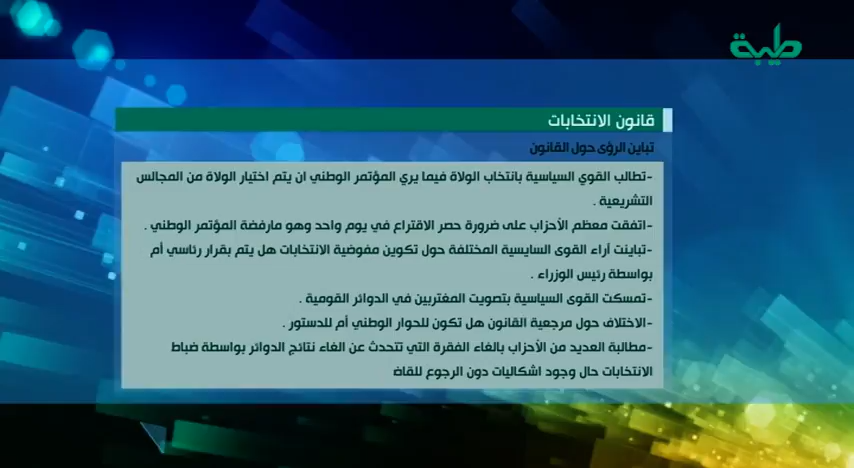 طيبة
قانون الانتخابات
تباين الرؤى حول القانون
-تطالب القوي السياسية بانتخاب الولاة فيما يري المؤتمر الوطني ان يتم اختيار الولاة من المجالس
التشريعية .
-اتفقت معظم الأحزاب على ضرورة حصر الاقتراع في يوم واحد وهو مارفضة المؤتمر الوطني .
-تباينت آراء القوى السايسية المختلفة حول تكوين مفوضية الانتخابات هل يتم بقرار رئاسي أم
بواسطة رئيس الوزراء .
-تمسكت القوى السياسية بتصويت المغتربين في الدوائر القومية .
-الاختلاف حول مرجعية القانون هل تكون للحوار الوطني أم للدستور .
-مطالبة العديد من الأحزاب بالغاء الفقرة التي تتحدث عن الغاء نتائج الدوائر بواسطة ضباط
الانتخابات حال وجود اشكاليات دون الرجوع للقاض